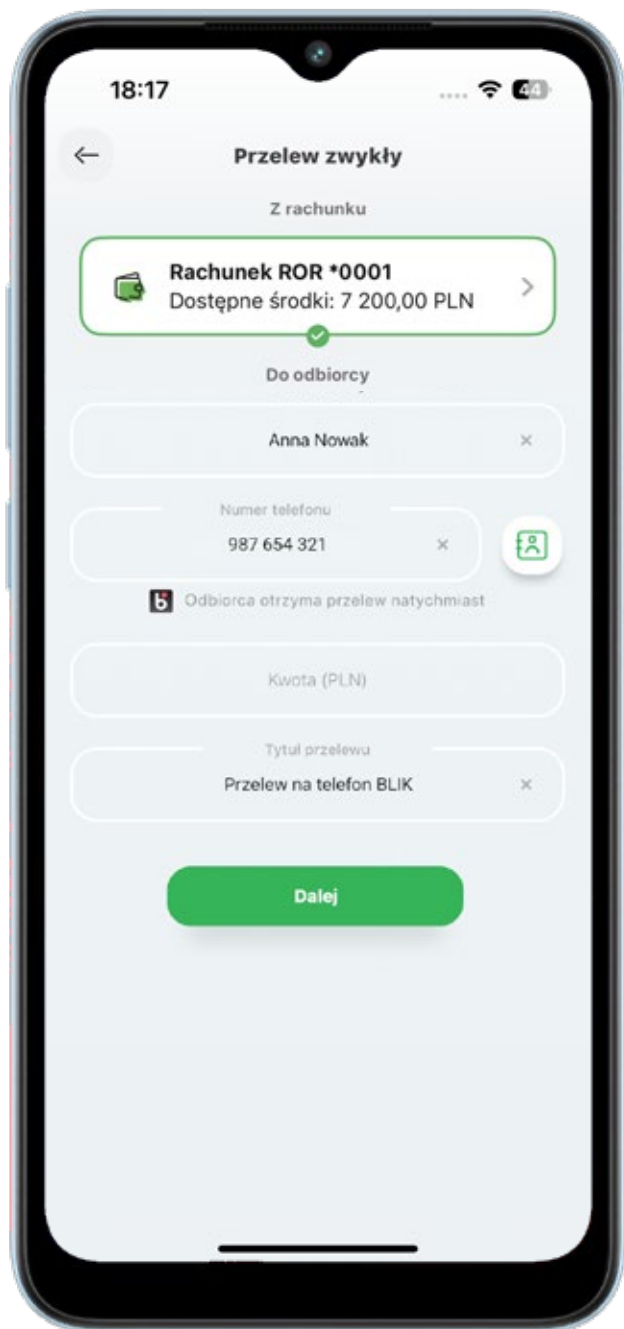 18:17
44
Przelew zwykły
Z rachunku
Rachunek ROR *0001
Dostępne środki: 7 200,00 PLN
Do odbiorcy
Anna Nowak
Numer telefonu
987 654 321
Odbiorca otrzyma przelew natychmiast
Kwota (PLN)
Tytuł przelewu
Przelew na telefon BLIK
Dalej